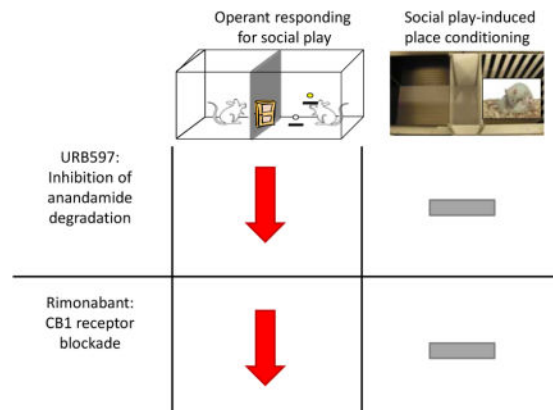 Operant responding
for social play
Social play-induced
place conditioning
URB597:
Inhibition of
anandamide
degradation
Rimonabant:
CB1 receptor
blockade